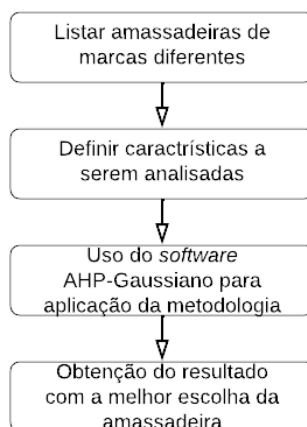 Listar amassadeiras de
marcas diferentes
Definir caractrísticas a
serem analisadas
Uso do software
AHP-Gaussiano para
aplicação da metodologia
Obtenção do resultado
com a melhor escolha da
amassadeira